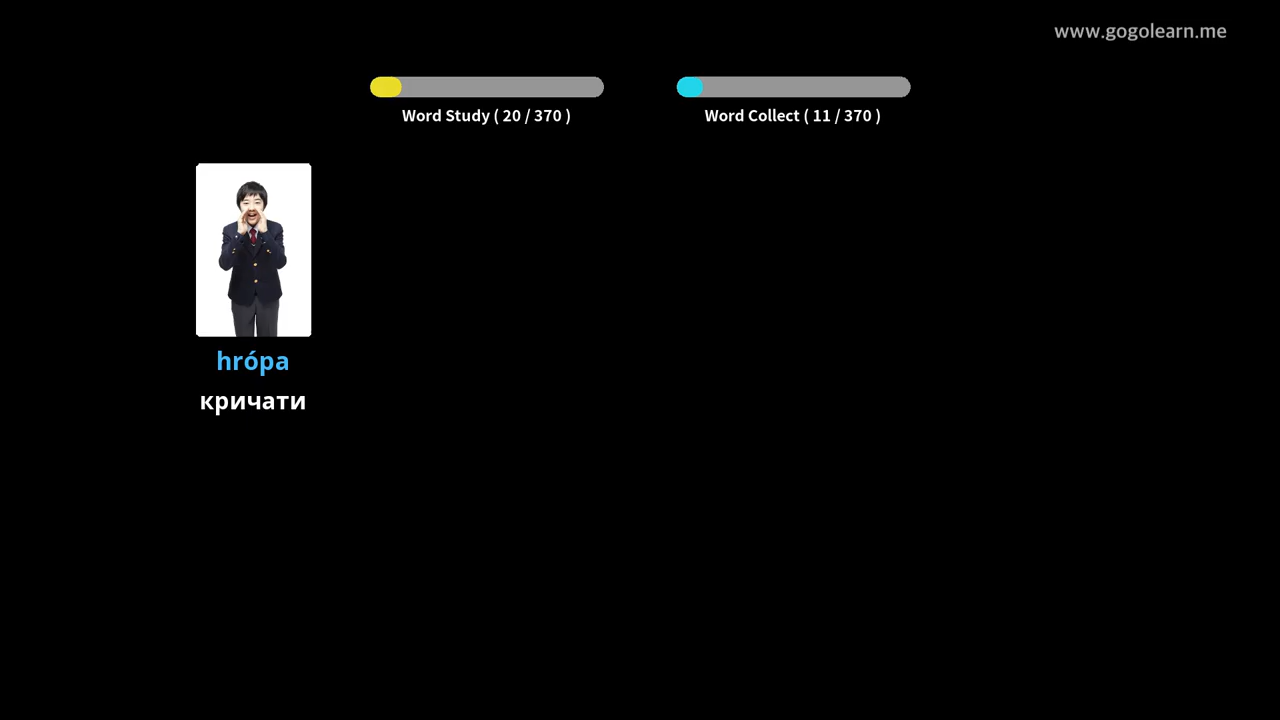 www.gogolearn.me
Word Study ( 20 / 370 )
Word Collect ( 11 / 370 )
hrópa
кричати